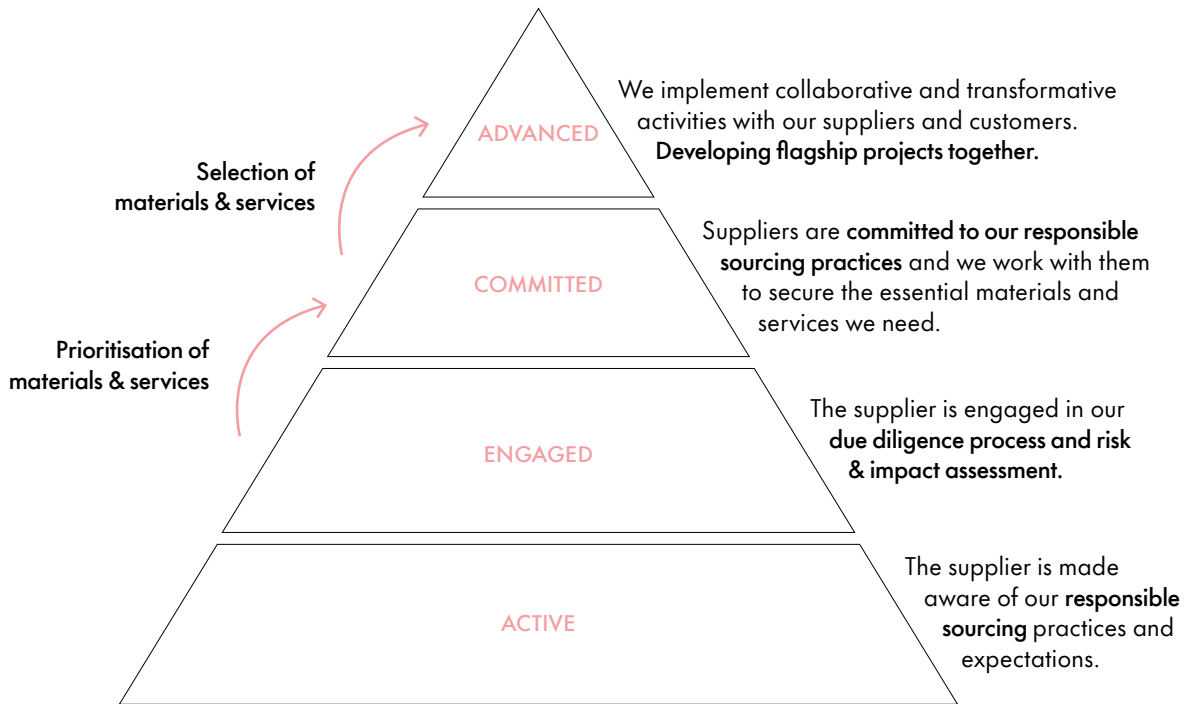 We implement collaborative and transformative
activities with our suppliers and customers.
Developing flagship projects together.
ADVANCED
Selection of
materials & services
Suppliers are committed to our responsible
sourcing practices and we work with them
to secure the essential materials and
services we need.
COMMITTED
Prioritisation of
materials & services
The supplier is engaged in our
due diligence process and risk
& impact assessment.
ENGAGED
The supplier is made
aware of our responsible
sourcing practices and
expectations.
ACTIVE